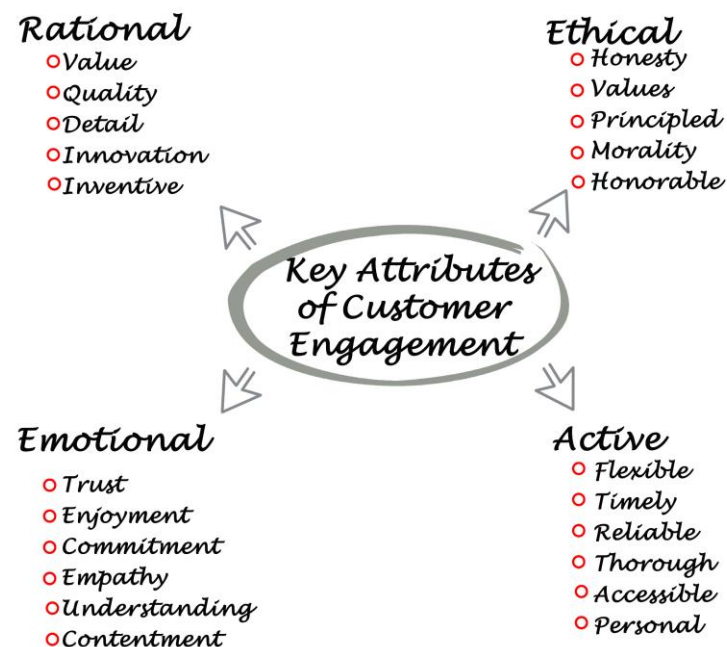 Rational
Value
Quality
Detail
Innovation
Inventive
Ethical
Honesty
Values
Principled
Morality
Honorable
Key Attributes
of Customer
Engagement
Emotional
Trust
Enjoyment
Commitment
Empathy
Understanding
Contentment
Active
Flexible
Timely
Reliable
Thorough
Accessible
Personal